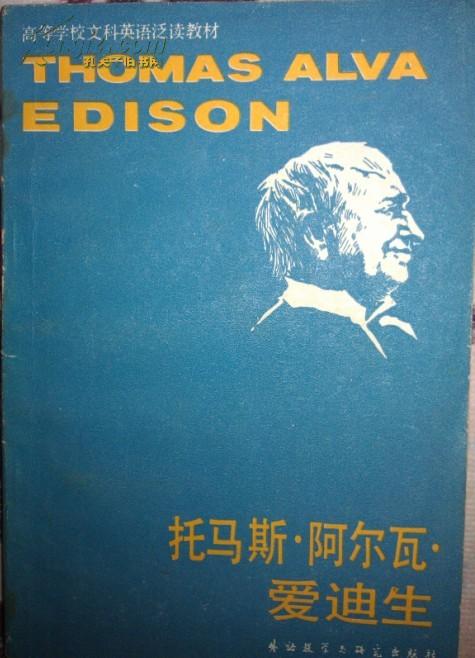 高等学校文科英语泛读教材
THOMAS ALVA
EDISON
托马斯·阿尔瓦·
爱迪生
外语教学与研究出版社